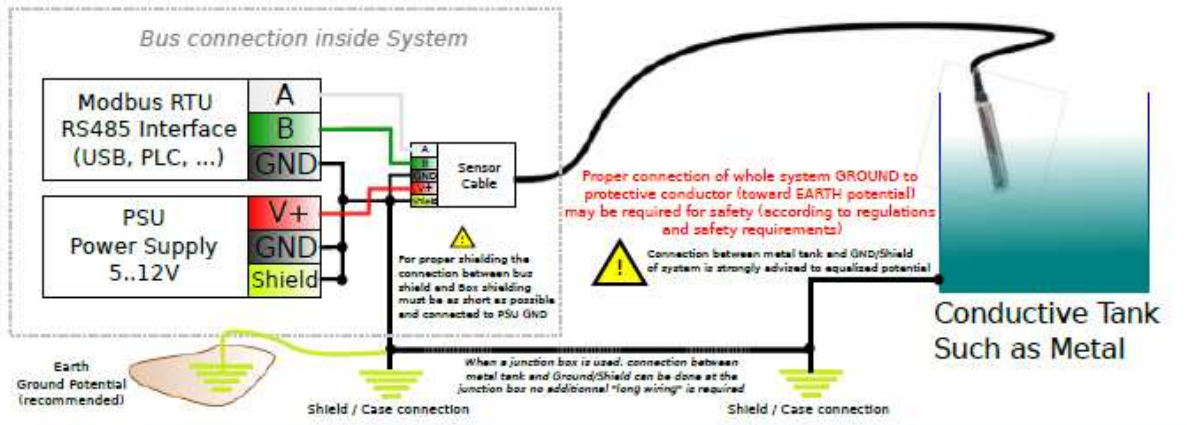 Bus connection inside System
Modbus RTU
RS485 Interface
(USB, PLC, ...)
A
B
GND
PSU
Power Supply
5..12V
V+
GND
Shield
A
B
GND
V+
Shield
Sensor
Cable
For proper shielding the
connection between bus
shield and Box shielding
must be as short as possible
and connected to PSU GND
Proper connection of whole system GROUND to
protective conductor (toward EARTH potential)
may be required for safety (according to regulations
and safety requirements)
Connection between metal tank and GND/Shield
of system is strongly advized to equalized potential
Conductive Tank
Such as Metal
Earth
Ground Potential
(recommended)
When a junction box is used. connection between
metal tank and Ground/Shield can be done at the
junction box no additionnel "long wiring" is required
Shield / Case connection
Shield / Case connection